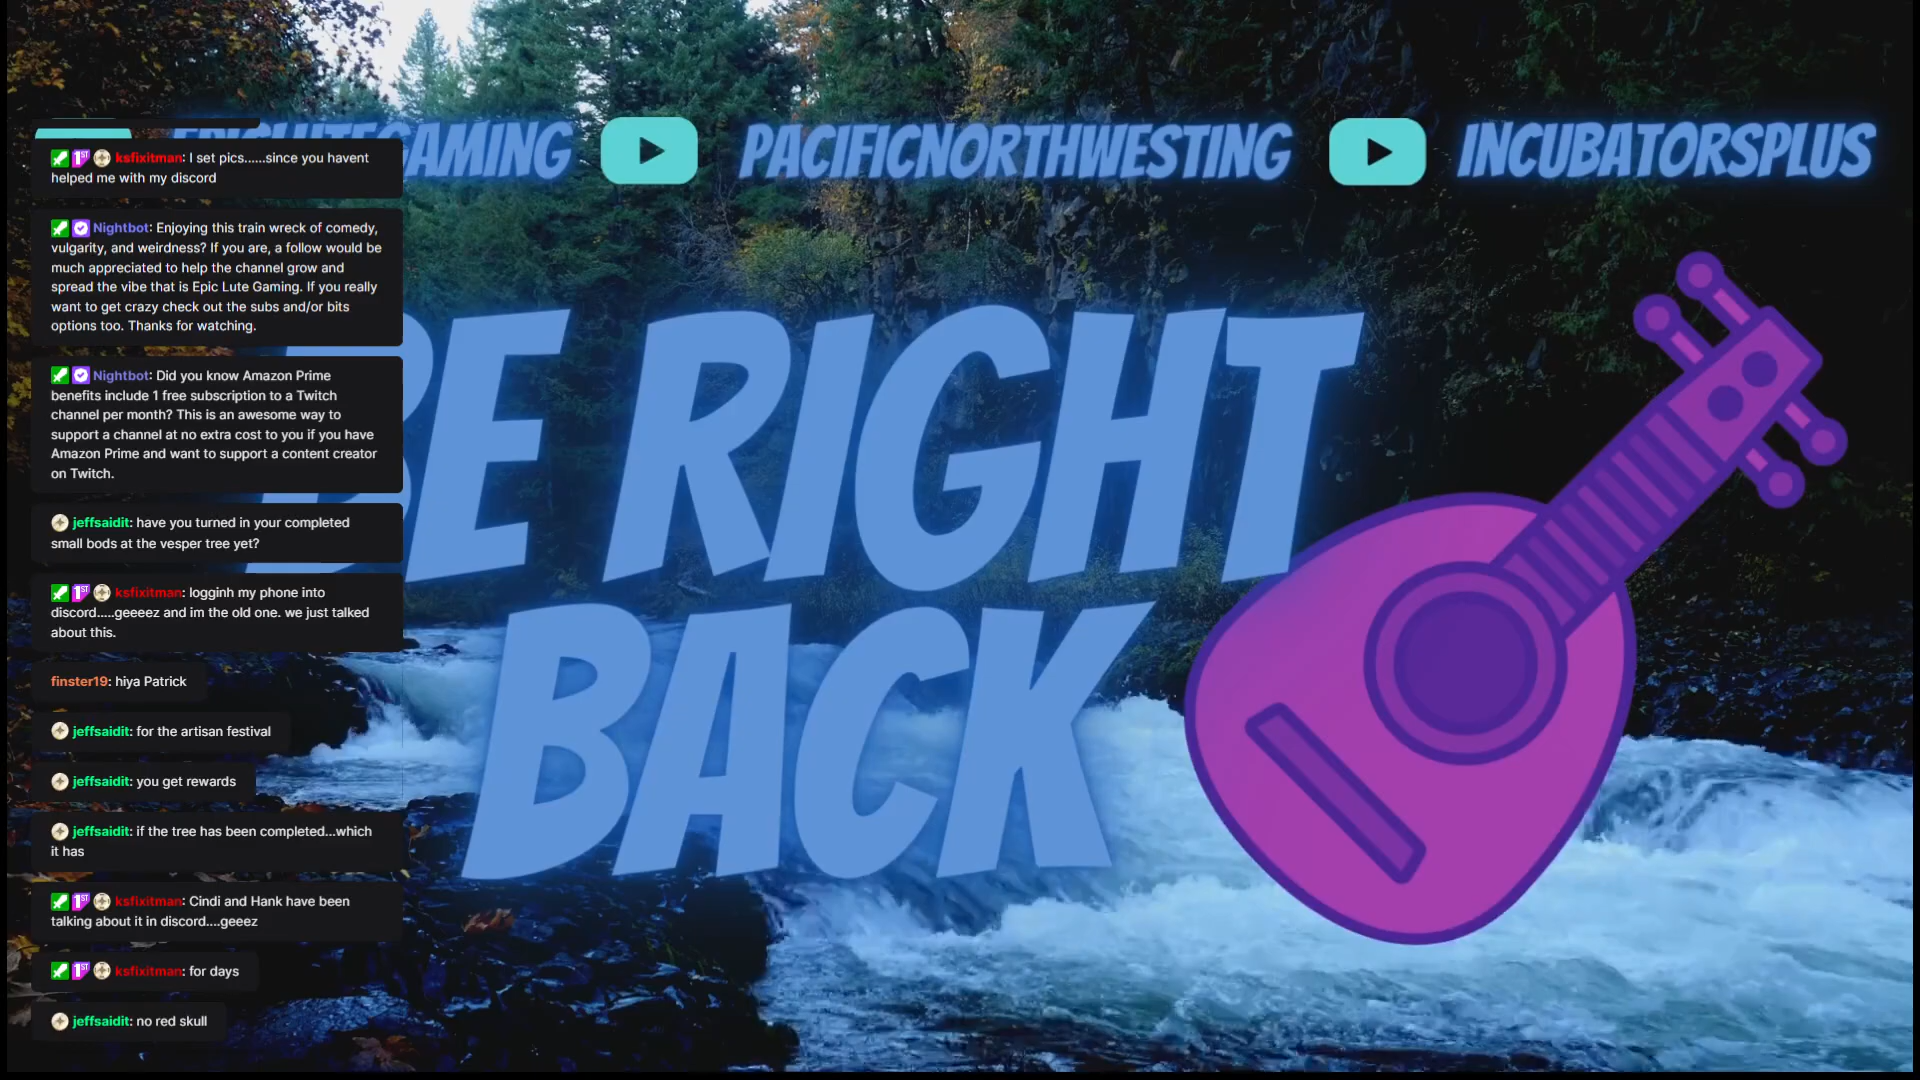 EPICLUTEGAMING PACIFICNORTHWESTING INCUBATORSPLUS
ksfixitman: I set pics......since you havent
helped me with my discord
Nightbot: Enjoying this train wreck of comedy,
vulgarity, and weirdness? If you are, a follow would be
much appreciated to help the channel grow and
spread the vibe that is Epic Lute Gaming. If you really
want to get crazy check out the subs and/or bits
options too. Thanks for watching.
Nightbot: Did you know Amazon Prime
benefits include 1 free subscription to a Twitch
channel per month? This is an awesome way to
support a channel at no extra cost to you if you have
Amazon Prime and want to support a content creator
on Twitch.
jeffsaidit: have you turned in your completed
small bods at the vesper tree yet?
ksfixitman: logginh my phone into
discord.....geeeez and im the old one. we just talked
about this.
finster19: hiya Patrick
jeffsaidit: for the artisan festival
jeffsaidit: you get rewards
jeffsaidit: if the tree has been completed...which
it has
ksfixitman: Cindi and Hank have been
talking about it in discord....geeez
ksfixitman: for days
jeffsaidit: no red skull
BE RIGHT
BACK